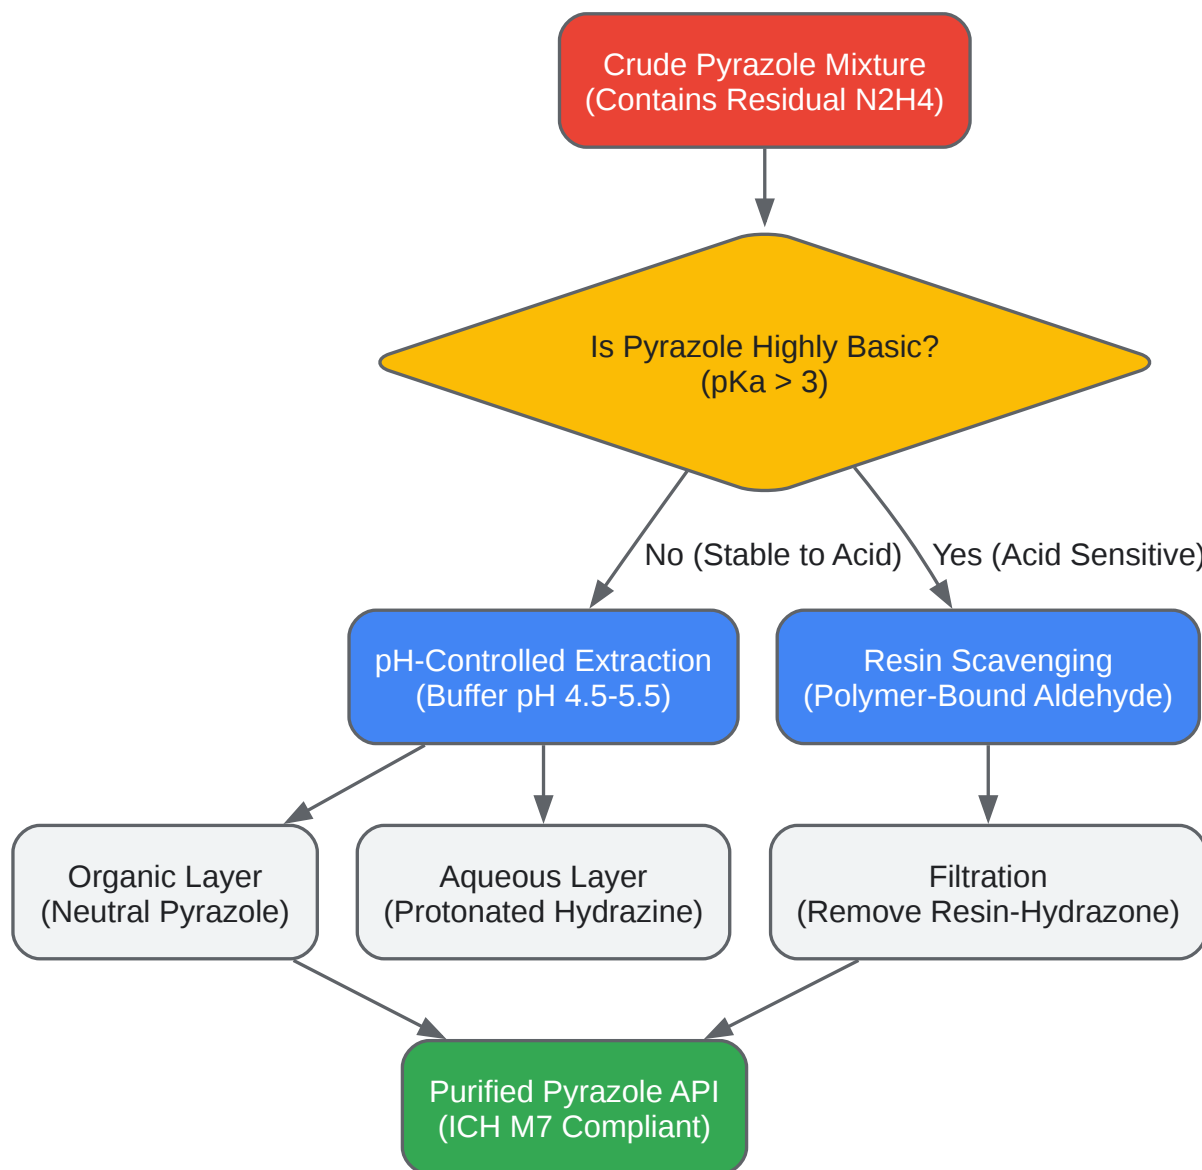 Crude Pyrazole Mixture
(Contains Residual N2H4)
Is Pyrazole Highly Basic?
(pKa > 3)
No (Stable to Acid)
Yes (Acid Sensitive)
pH-Controlled Extraction
(Buffer pH 4.5-5.5)
Resin Scavenging
(Polymer-Bound Aldehyde)
Organic Layer
(Neutral Pyrazole)
Aqueous Layer
(Protonated Hydrazine)
Filtration
(Remove Resin-Hydrazone)
Purified Pyrazole API
(ICH M7 Compliant)